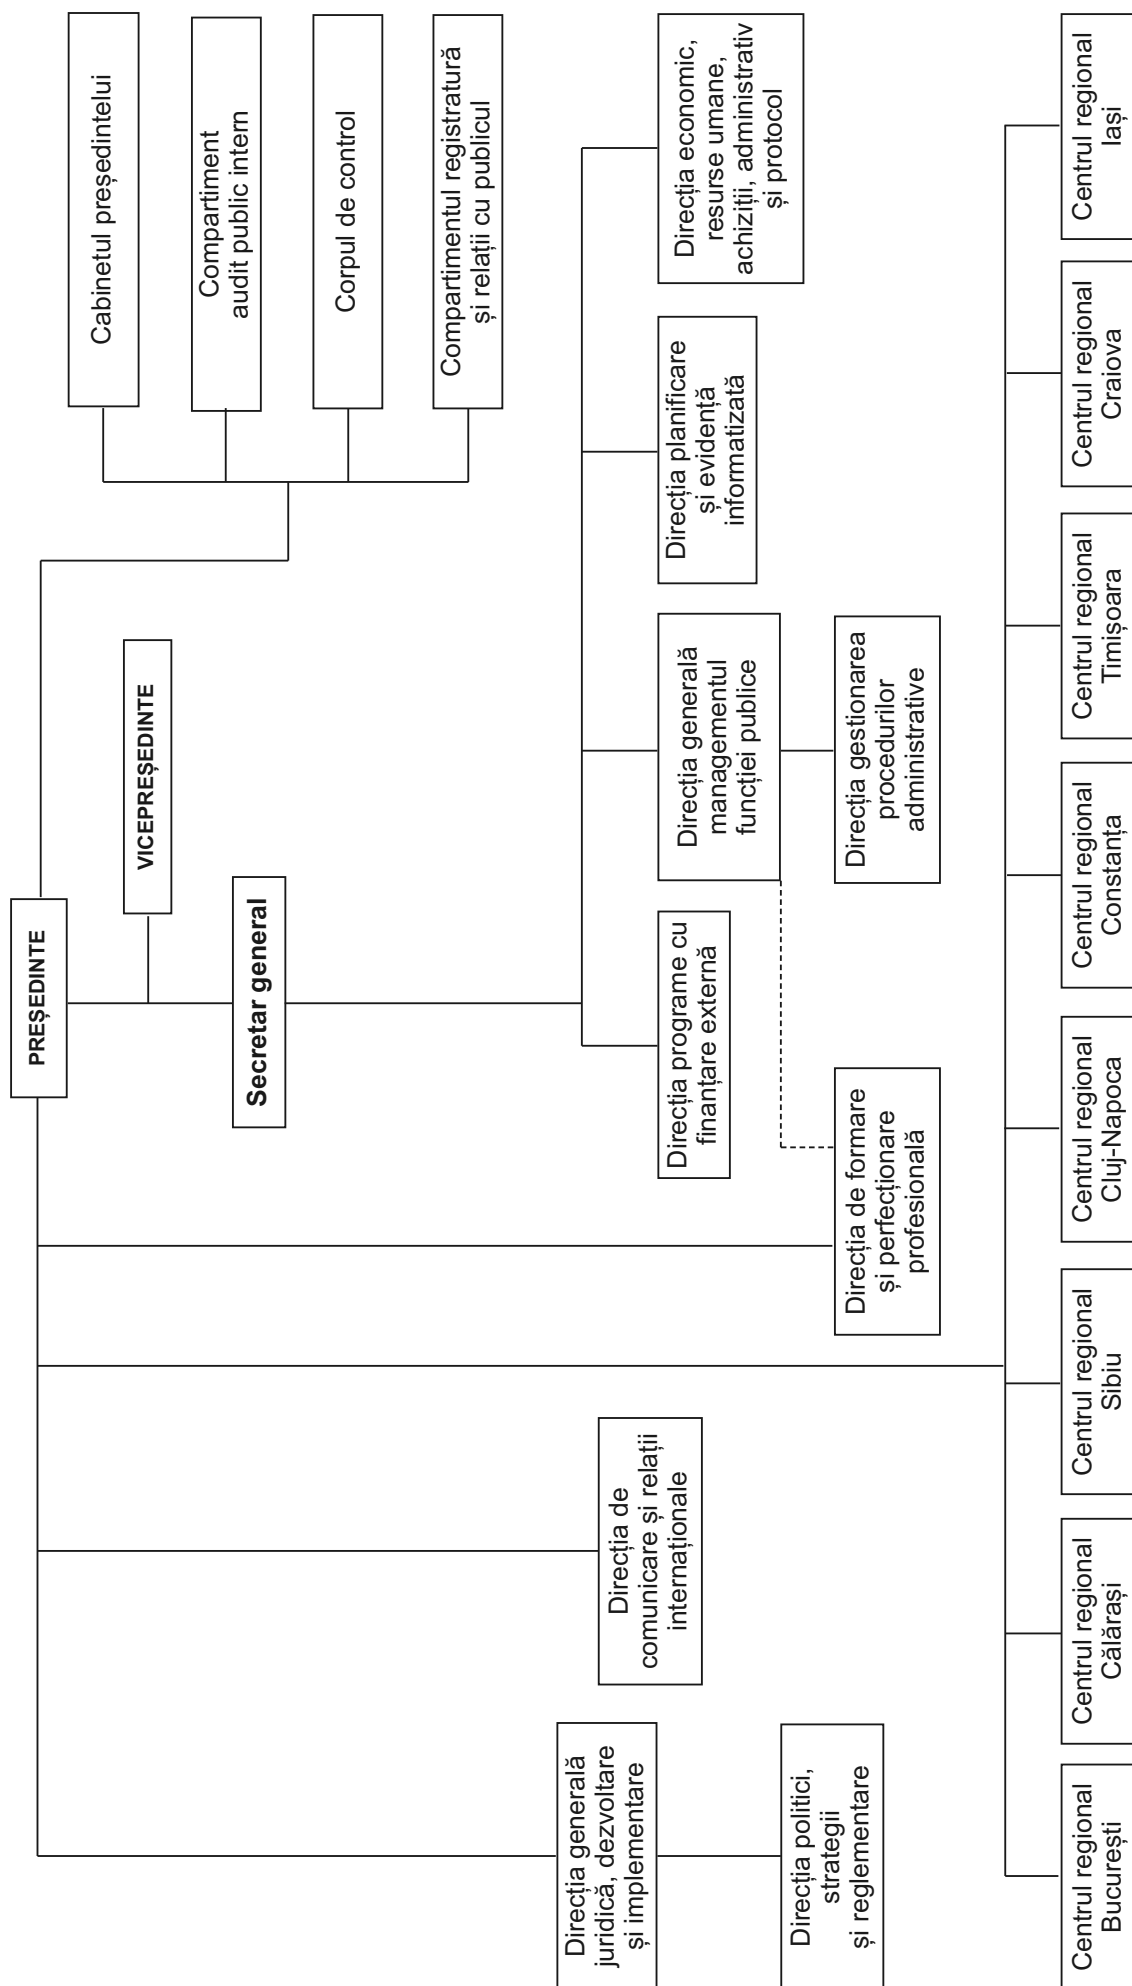 PREȘEDINTE
VICEPREȘEDINTE
Secretar general
Cabinetul președintelui
Compartiment
audit public intern
Corpul de control
Compartimentul registratură
și relații cu publicul
Direcția generală
juridică, dezvoltare
și implementare
Direcția politici,
strategii
și reglementare
Direcția de
comunicare și relații
internaționale
Direcția de formare
și perfecționare
profesională
Direcția programe cu
finanțare externă
Direcția generală
managementul
funcției publice
Direcția gestionarea
procedurilor
administrative
Direcția planificare
și evidență
informatizată
Direcția economic,
resurse umane,
achiziții, administrativ
și protocol
Centrul regional
București
Centrul regional
Călărași
Centrul regional
Sibiu
Centrul regional
Cluj-Napoca
Centrul regional
Constanța
Centrul regional
Timișoara
Centrul regional
Craiova
Centrul regional
Iași